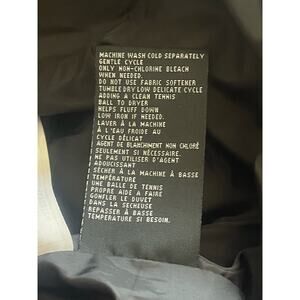 MACHINE WASH COLD SEPARATELY
GENTLE CYCLE
ONLY NON-CHLORINE BLEACH
WHEN NEEDED.
DO NOT USE FABRIC SOFTENER
TUMBLE DRY LOW DELICATE CYCLE
ADDING A CLEAN TENNIS
BALL TO DRYER
HELPS FLUFF DOWN
LOW IRON IF NEEDED.
LAVER À LA MACHINE
À L'EAU FROIDE AU
CYCLE DÉLICAT
AGENT DE BLANCHIMENT NON CHLORÉ
SEULEMENT SI NÉCESSAIRE.
NE PAS UTILISER D'AGENT
ADOUCISSANT
SÉCHER À LA MACHINE À BASSE
TEMPÉRATURE
UNE BALLE DE TENNIS
PROPRE AIDE A FAIRE
GONFLER LE DUVET
DANS LA SECHEUSE
REPASSER À BASSE
TEMPÉRATURE SI BESOIN.